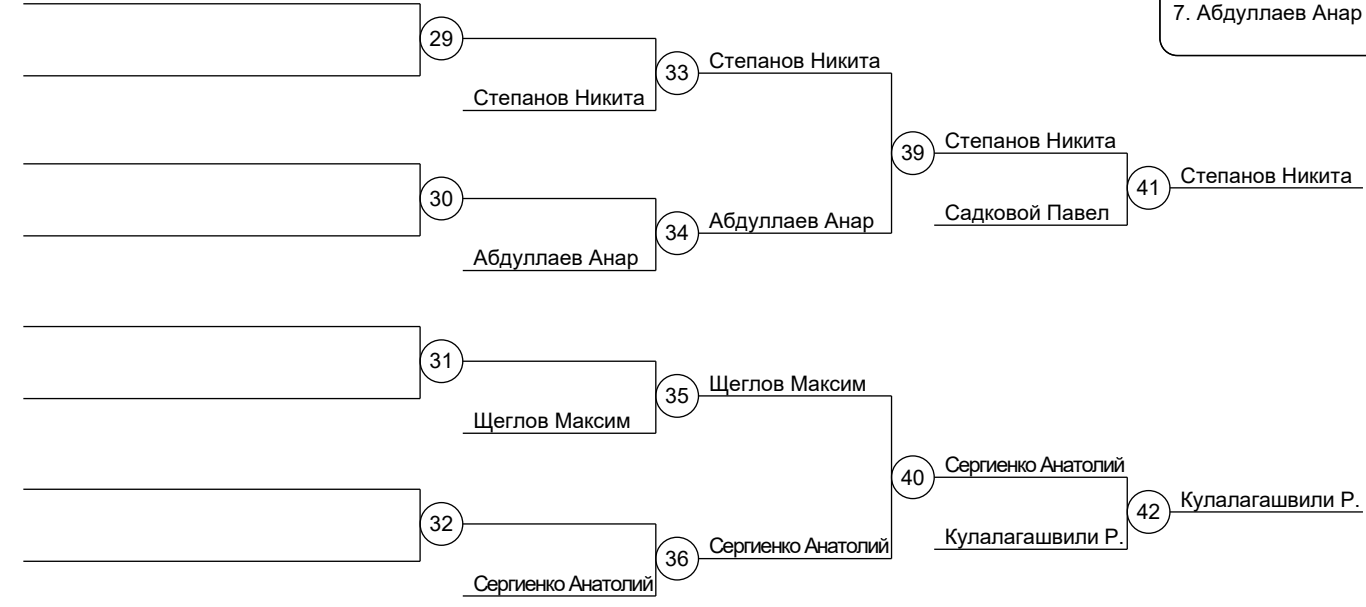 7. Абдуллаев Анар
29
Степанов Никита
33
Степанов Никита
39
Степанов Никита
41
Степанов Никита
30
Абдуллаев Анар
34
Абдуллаев Анар
Садковой Павел
31
Щеглов Максим
35
Щеглов Максим
40
Сергиенко Анатолий
42
Кулалагашвили Р.
32
Сергиенко Анатолий
36
Сергиенко Анатолий
Кулалагашвили Р.